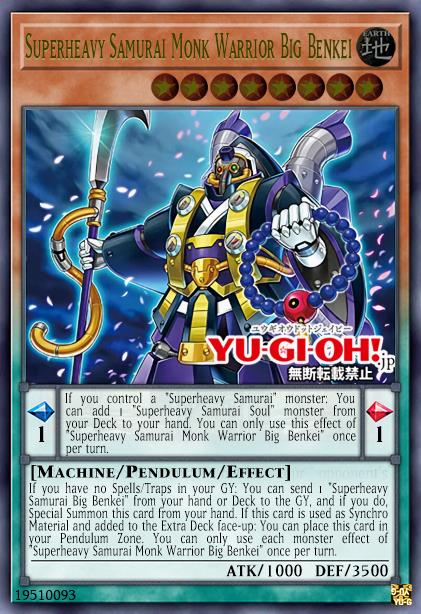 SUPERHEAVY SAMURAI MONK WARRIOR BIG BENKEI
EARTH
地
ユウギオウドットジェイピー
YU-GI-OH!.jp
無断転載禁止
If you control a "Superheavy Samurai" monster: You
can add 1 "Superheavy Samurai Soul" monster from
your Deck to your hand. You can only use this effect of
"Superheavy Samurai Monk Warrior Big Benkei" once
per turn.
1
1
[MACHINE/PENDULUM/EFFECT]
If you have no Spells/Traps in your GY: You can send 1 "Superheavy
Samurai Big Benkei" from your hand or Deck to the GY, and if you do,
Special Summon this card from your hand. If this card is used as Synchro
Material and added to the Extra Deck face-up: You can place this card in
your Pendulum Zone. You can only use each monster effect of
"Superheavy Samurai Monk Warrior Big Benkei" once per turn.
ATK/1000 DEF/3500
19510093